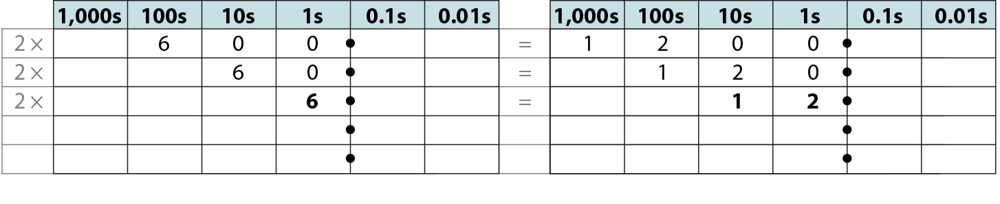 1,000s 100s 10s 1s 0.1s 0.01s 1,000s 100s 10s 1s 0.1s 0.01s
2 × 6 0 0 • = 1 2 0 0 •
2 × 6 0 • = 1 2 0 •
2 × 6 • = 1 2 •
• •
• •